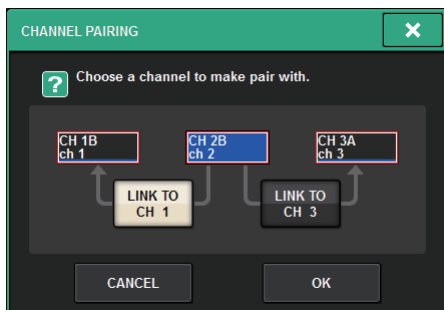 CHANNEL PAIRING
?
Choose a channel to make pair with.
CH 1B
ch 1
CH 2B
ch 2
CH 3A
ch 3
LINK TO
CH 1
LINK TO
CH 3
CANCEL
OK